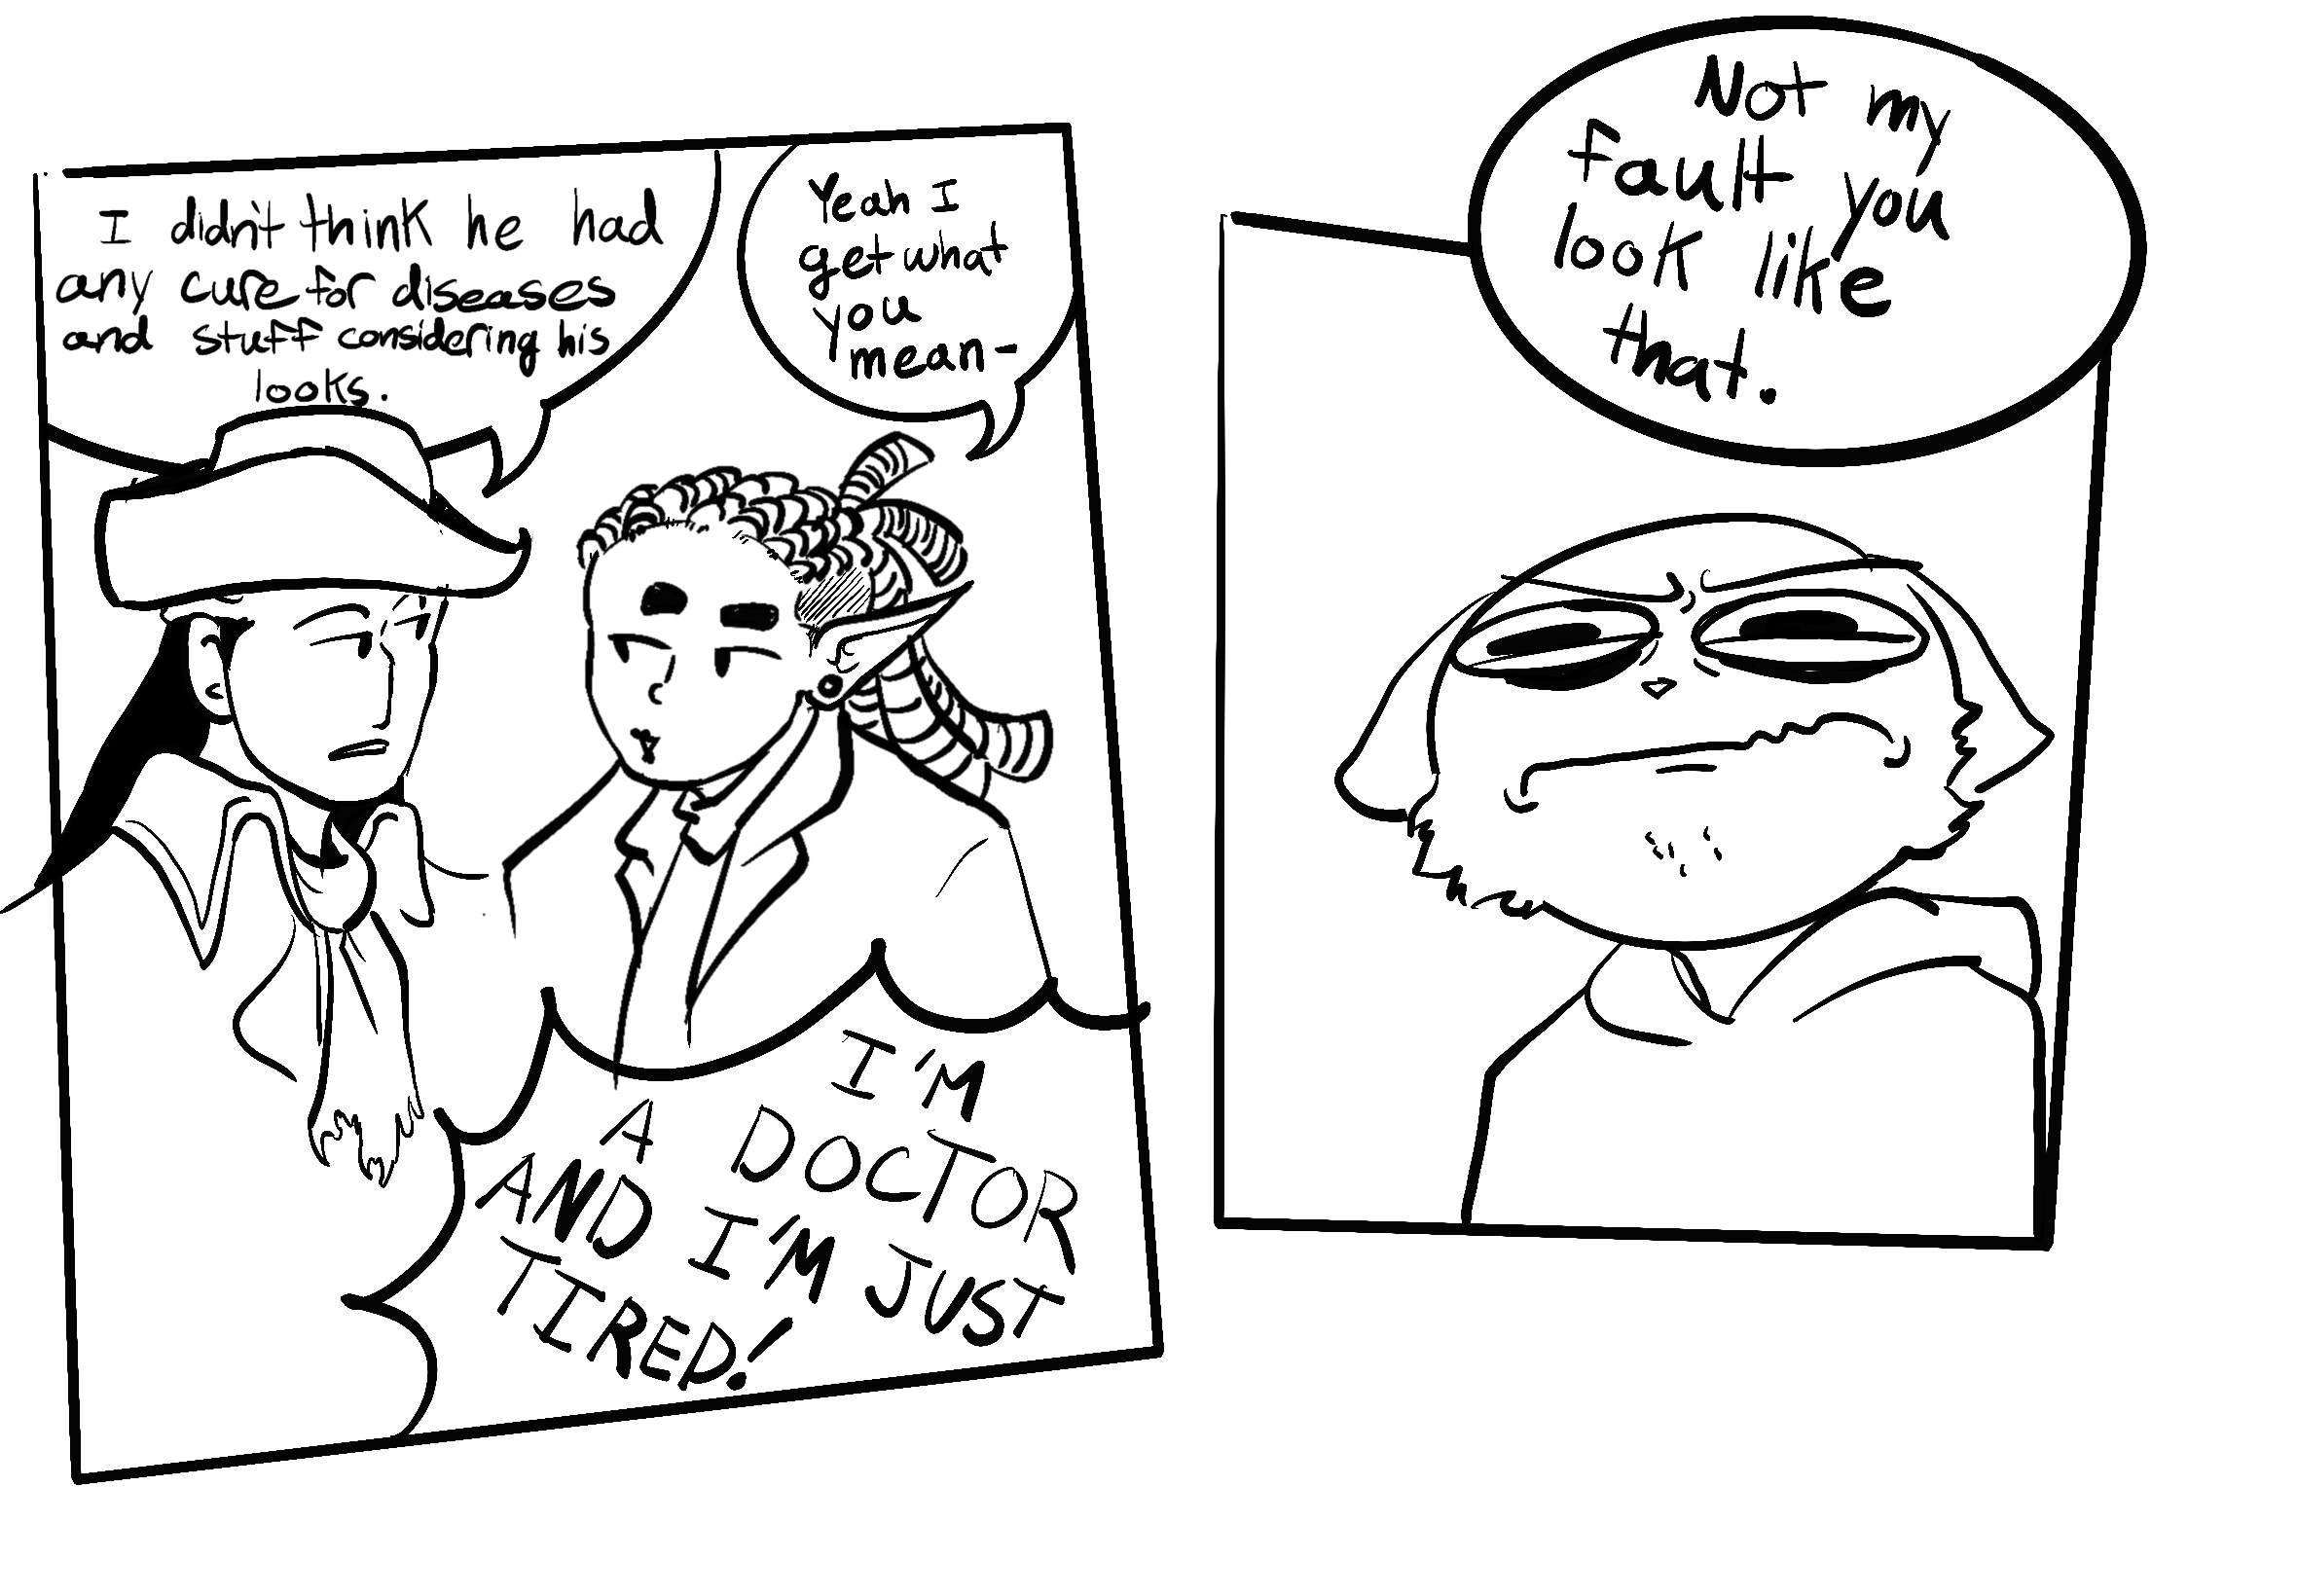 I didn't think he had
any cure for diseases
and stuff considering his
looks.
Yeah I
get what
you
mean-
I'M
A DOCTOR
AND I'M JUST
TIRED!
Not my
fault you
look like
that.